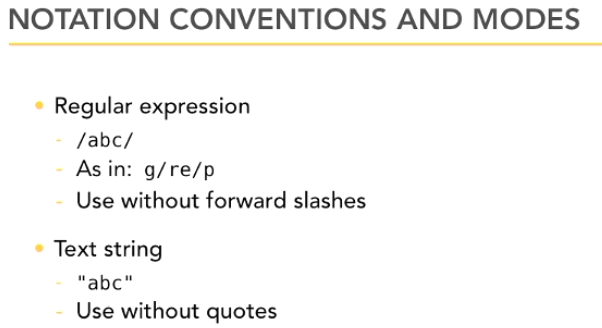 NOTATION CONVENTIONS AND MODES
• Regular expression
- /abc/
- As in: g/re/p
- Use without forward slashes
• Text string
- "abc"
- Use without quotes